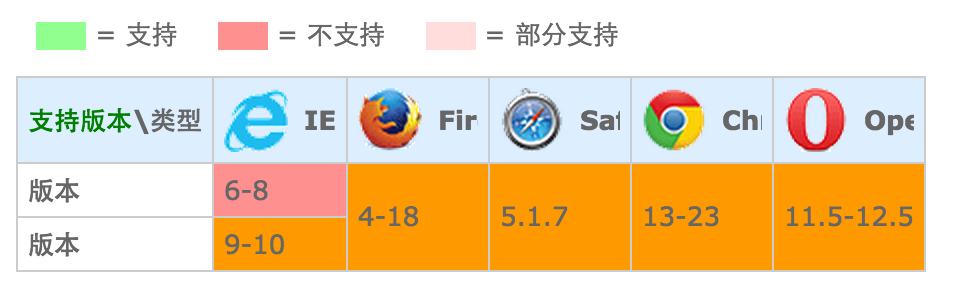 = 支持 = 不支持 = 部分支持
支持版本\类型 IE Fir Saf Ch Ope
版本 6-8
4-18 5.1.7 13-23 11.5-12.5
版本 9-10